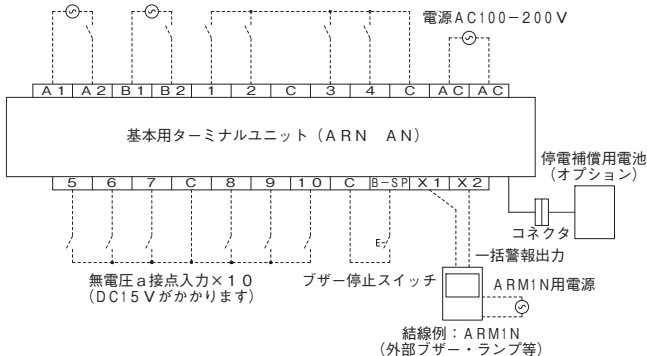 電源AC100-200V
A1 A2 B1 B2 1 2 C 3 4 C AC AC
基本用ターミナルユニット(ARN AN)
5 6 7 C 8 9 10 C B-SP X1 X2
停電補償用電池
(オプション)
コネクタ
E
一括警報出力
無電圧a接点入力×10
(DC15Vがかかります)
ブザー停止スイッチ
ARM1N用電源
結線例:ARM1N
(外部ブザー・ランプ等)